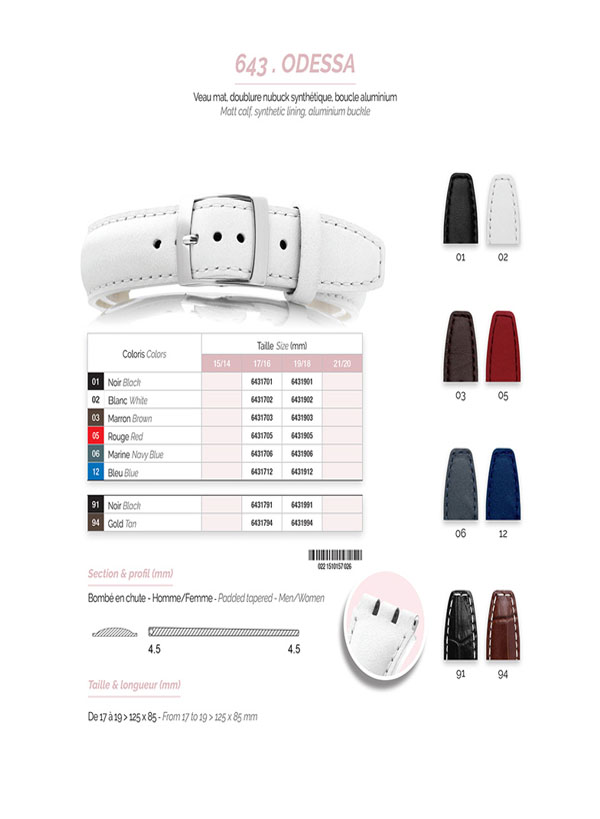 643 . ODESSA
Veau mat, doublure nubuck synthétique, boucle aluminium
Matt calf, synthetic lining, aluminium buckle
01 02
Coloris Colors
Taille Size (mm)
15/14 17/16 19/18 21/20
01 Noir Black 6431701 6431901
02 Blanc White 6431702 6431902
03 Marron Brown 6431703 6431903
05 Rouge Red 6431705 6431905
06 Marine Navy Blue 6431706 6431906
12 Bleu Blue 6431712 6431912
03 05
91 Noir Black 6431791 6431991
94 Gold Tan 6431794 6431994
06 12
022 1510157 026
Section & profil (mm)
Bombé en chute - Homme/Femme - Padded tapered - Men/Women
4.5 4.5
91 94
Taille & longueur (mm)
De 17 à 19 > 125 x 85 - From 17 to 19 > 125 x 85 mm